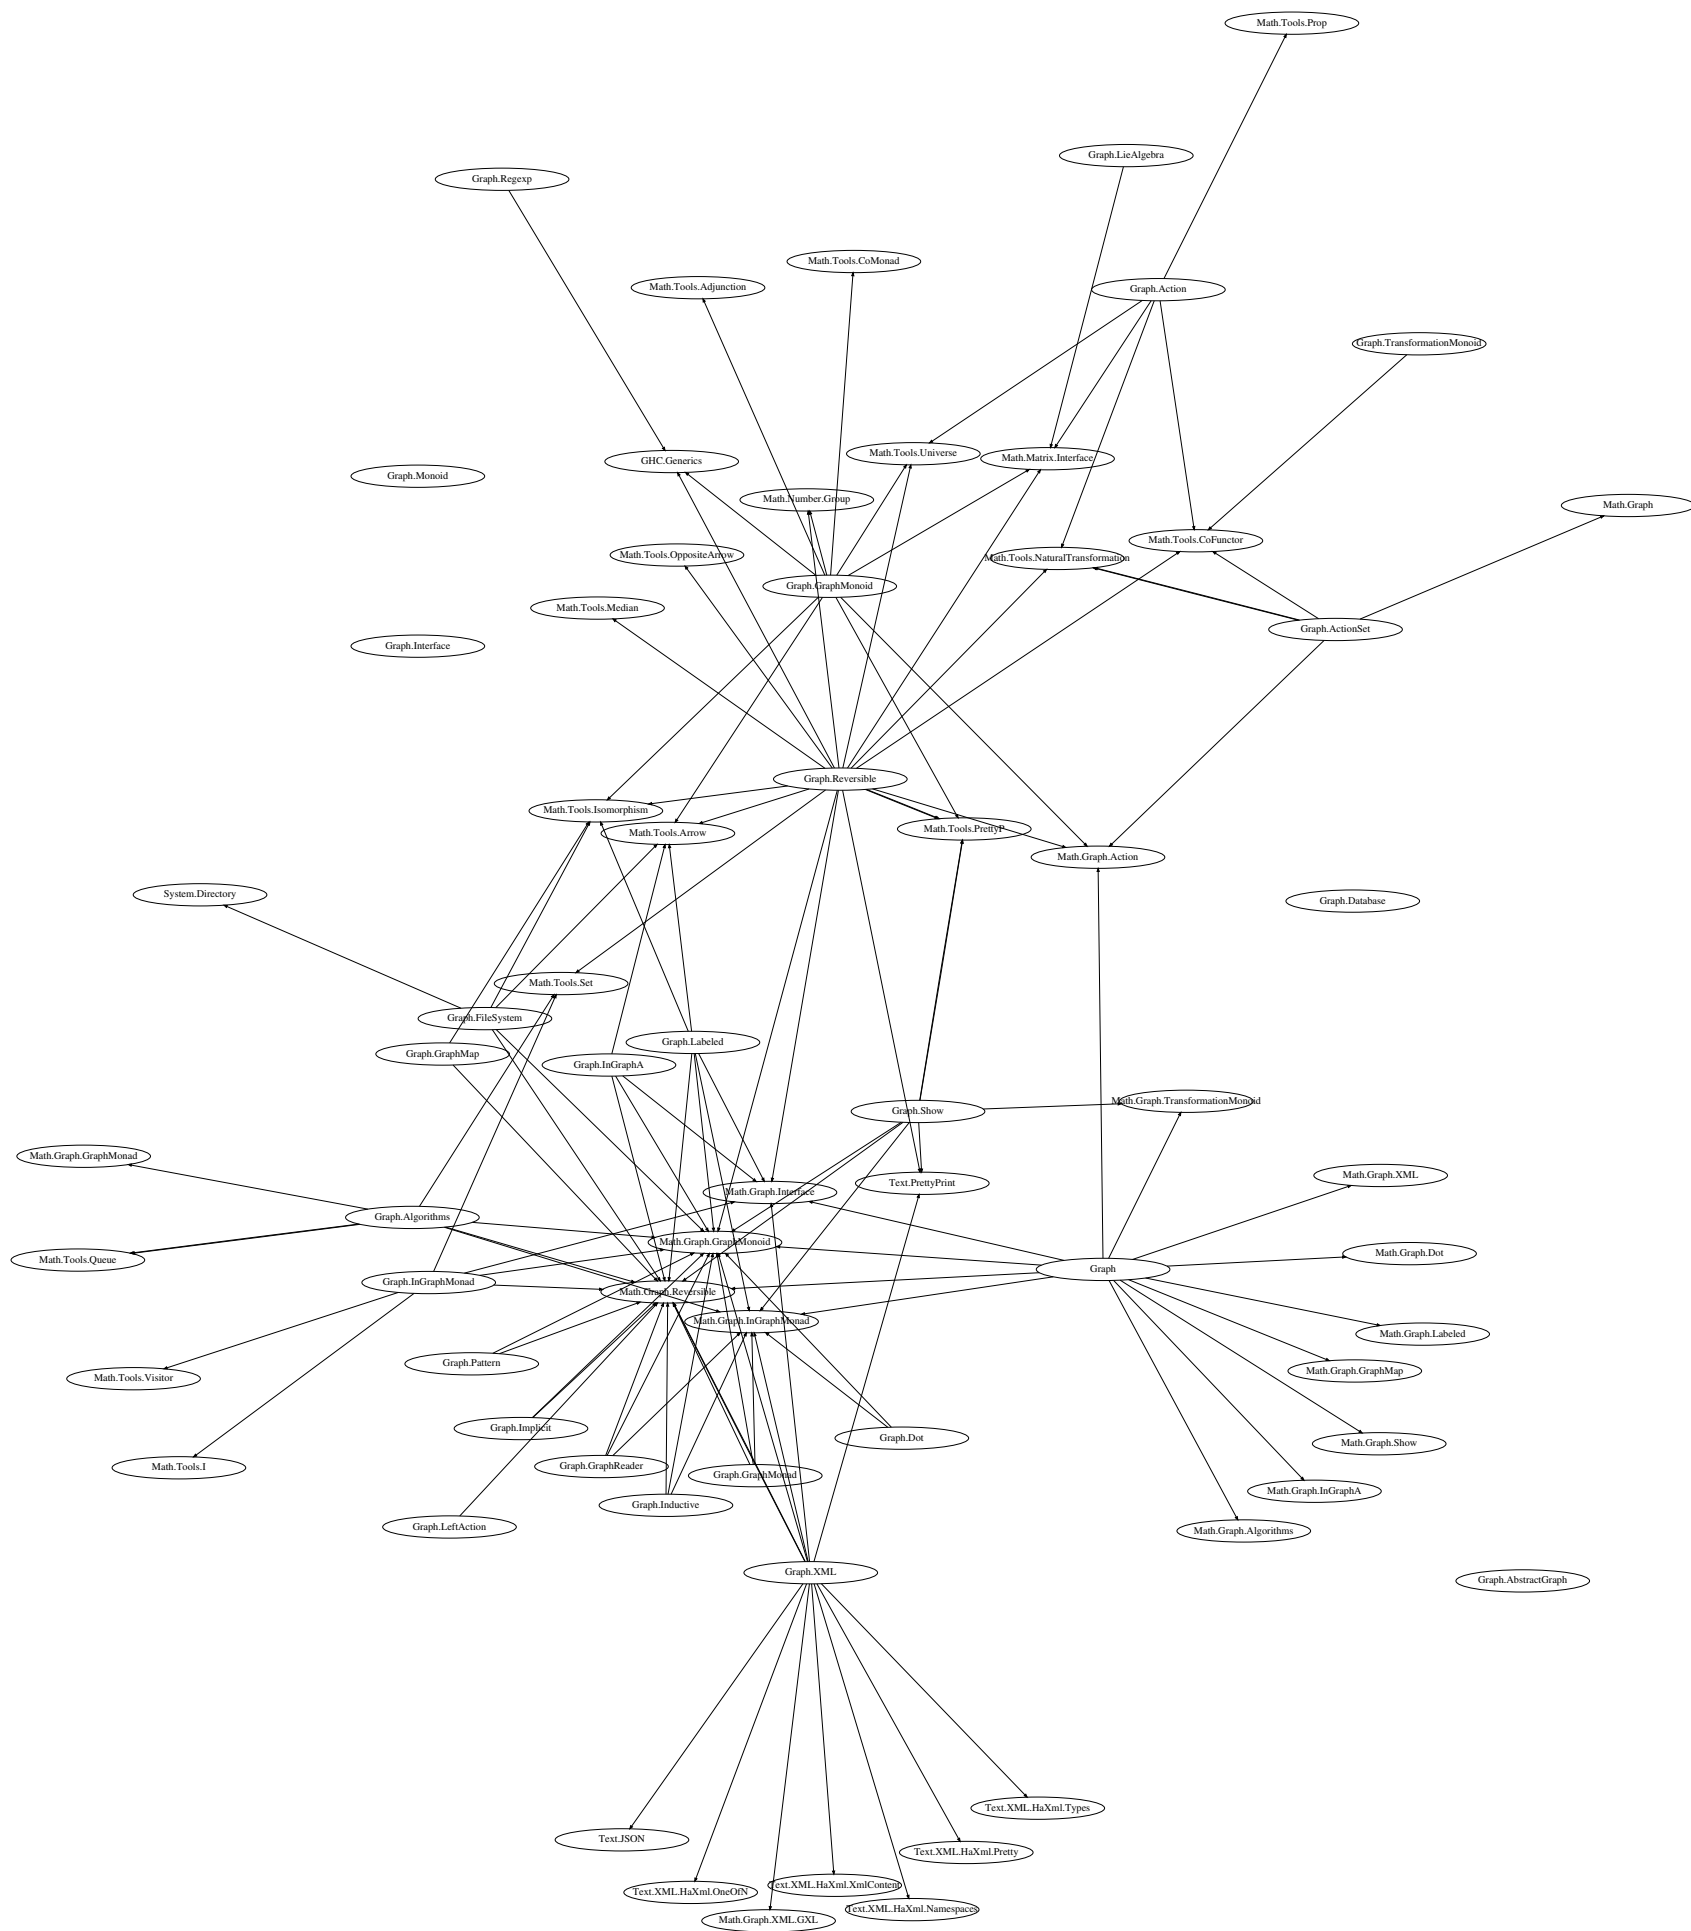 Math.Tools.Prop
Graph.LieAlgebra
Graph.Regexp
Math.Tools.CoMonad
Math.Tools.Adjunction
Graph.Action
Graph.TransformationMonoid
Math.Tools.Universe
Math.Matrix.Interface
GHC.Generics
Graph.Monoid
Math.Number.Group
Math.Graph
Math.Tools.CoFunctor
Math.Tools.OppositeArrow
Math.Tools.NaturalTransformation
Graph.GraphMonoid
Math.Tools.Median
Graph.ActionSet
Graph.Interface
Graph.Reversible
Math.Tools.Isomorphism
Math.Tools.PrettyP
Math.Tools.Arrow
Math.Graph.Action
System.Directory
Graph.Database
Math.Tools.Set
Graph.FileSystem
Graph.Labeled
Graph.GraphMap
Graph.InGraphA
Math.Graph.TransformationMonoid
Graph.Show
Math.Graph.GraphMonad
Math.Graph.XML
Text.PrettyPrint
Math.Graph.Interface
Graph.Algorithms
Math.Graph.GraphMonoid
Math.Graph.Dot
Math.Tools.Queue
Graph
Graph.InGraphMonad
Math.Graph.Reversible
Math.Graph.InGraphMonad
Math.Graph.Labeled
Graph.Pattern
Math.Graph.GraphMap
Math.Tools.Visitor
Graph.Implicit
Graph.Dot
Math.Graph.Show
Graph.GraphReader
Math.Tools.I
Graph.GraphMonad
Math.Graph.InGraphA
Graph.Inductive
Graph.LeftAction
Math.Graph.Algorithms
Graph.XML
Graph.AbstractGraph
Text.XML.HaXml.Types
Text.JSON
Text.XML.HaXml.Pretty
Text.XML.HaXml.XmlContent
Text.XML.HaXml.OneOfN
Text.XML.HaXml.Namespaces
Math.Graph.XML.GXL